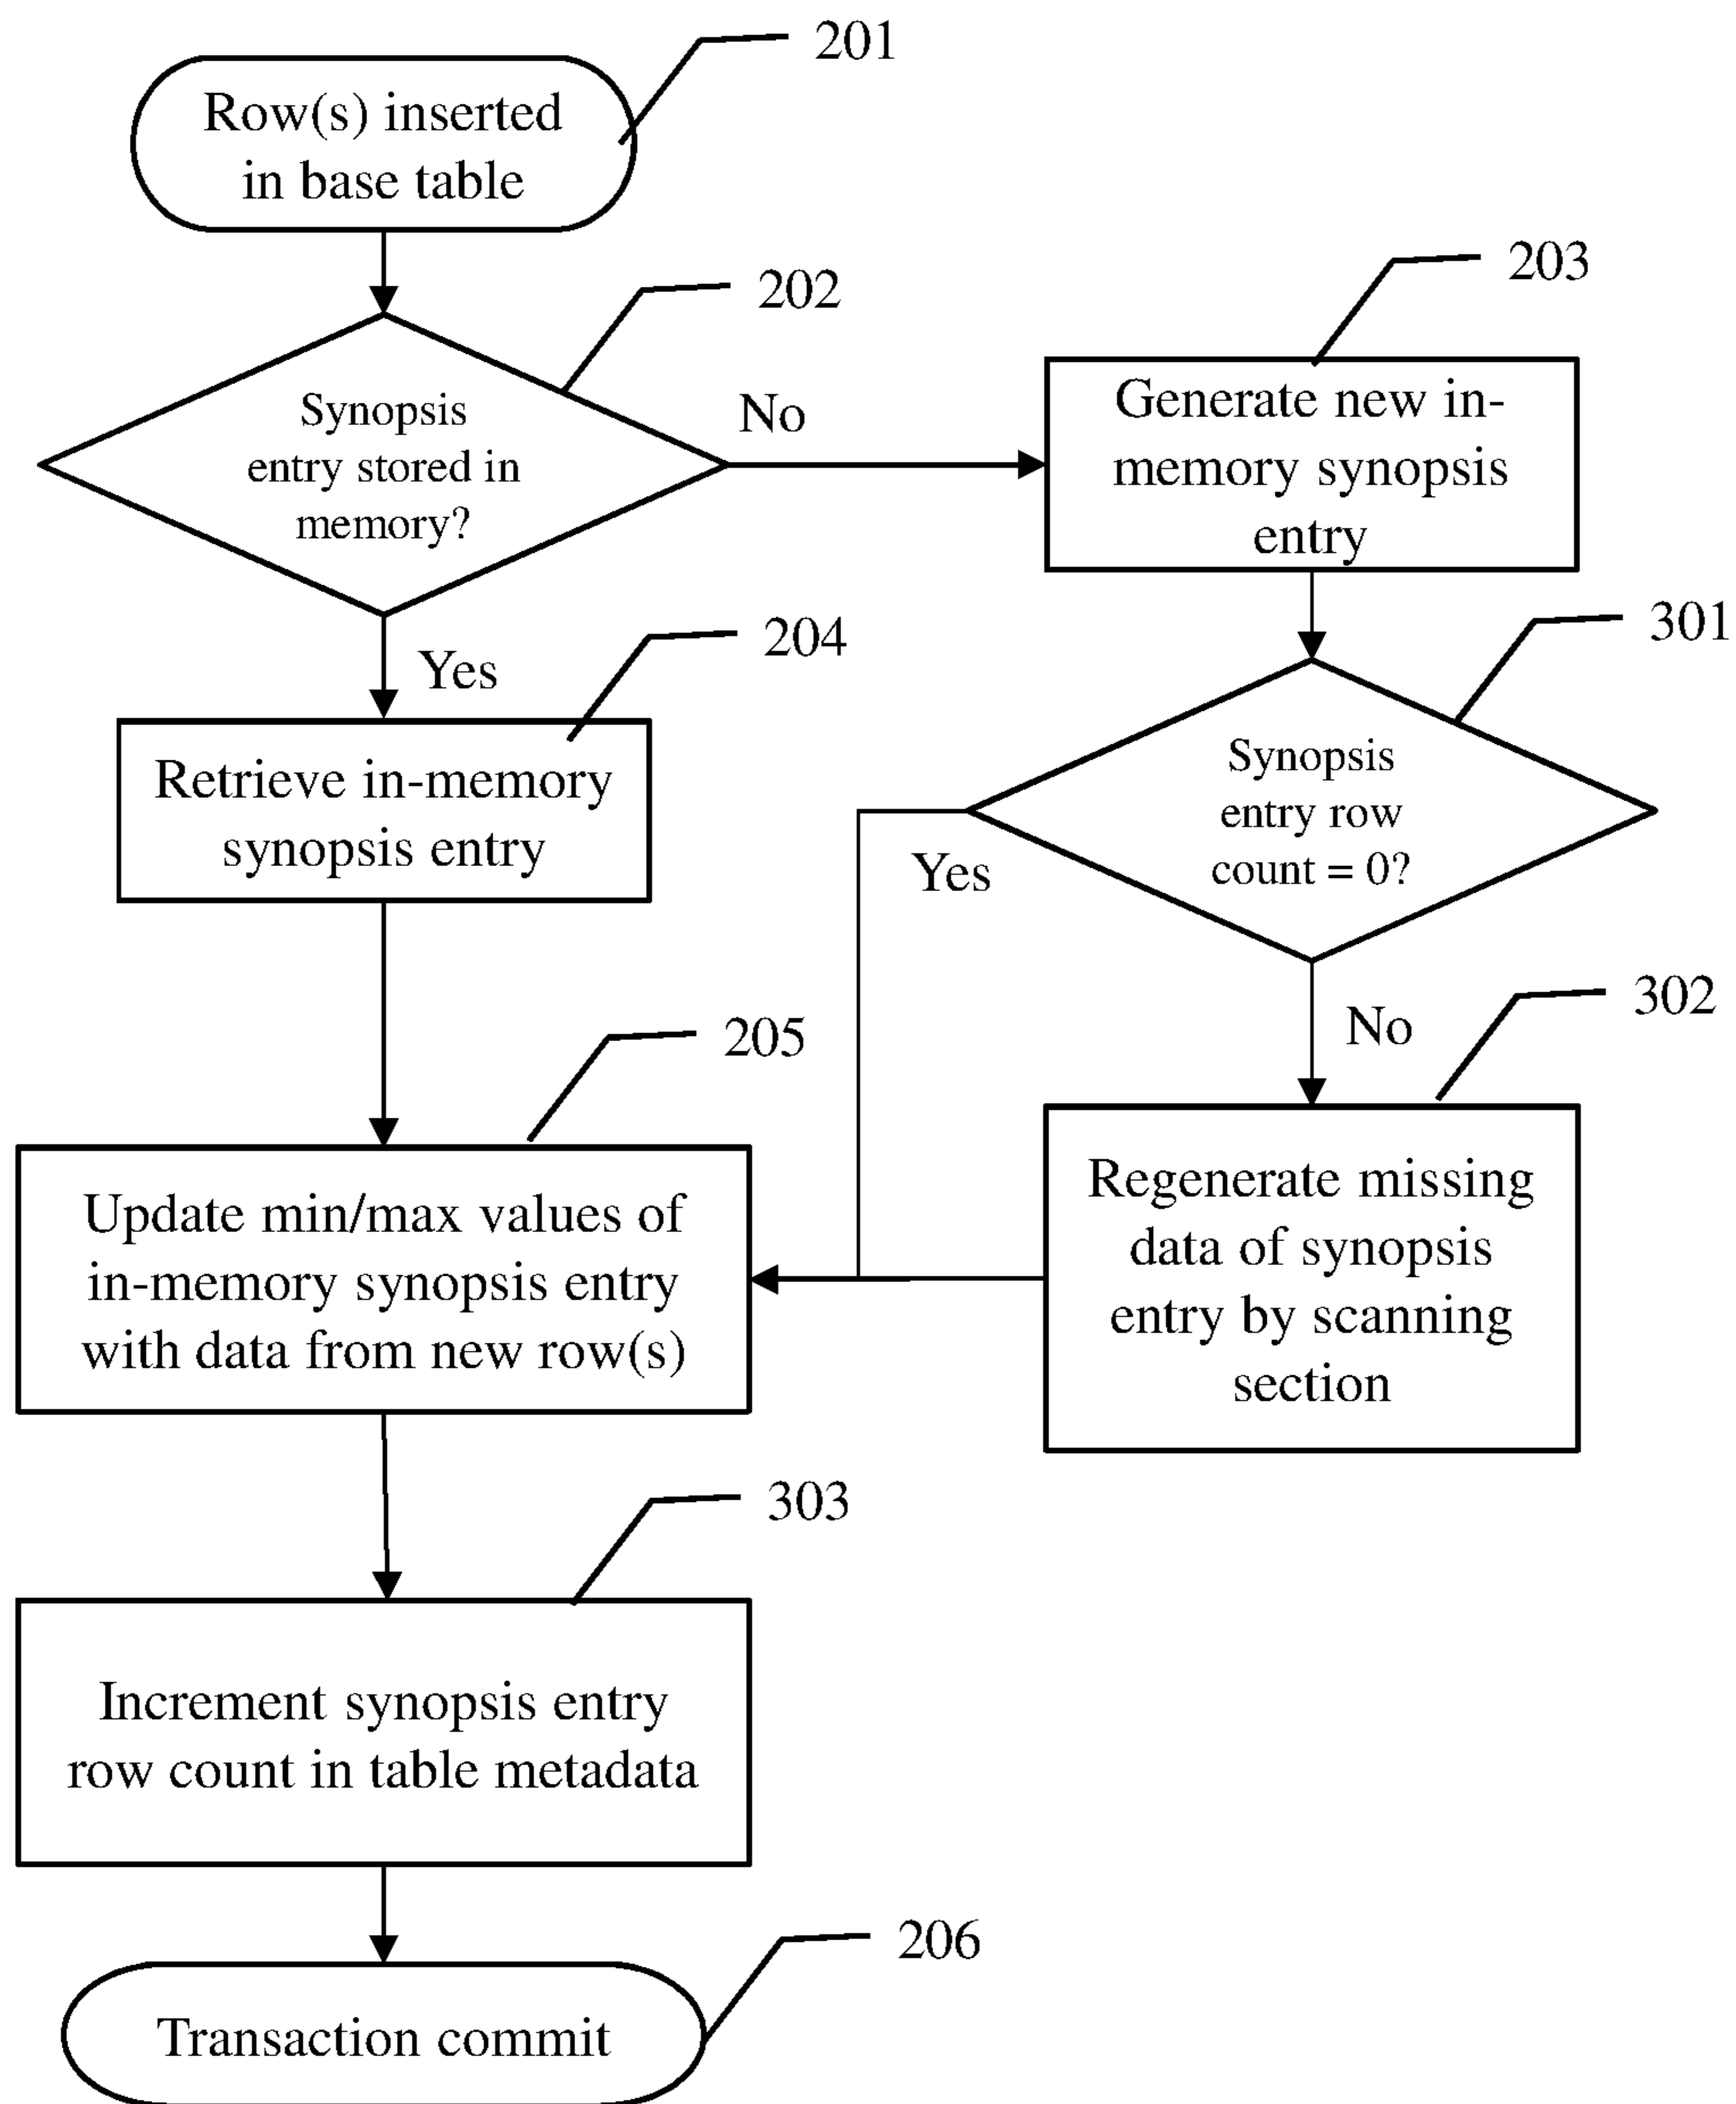 201
Row(s) inserted
in base table
202
Synopsis
entry stored in
memory?
No
203
Generate new in-
memory synopsis
entry
Yes
204
Retrieve in-memory
synopsis entry
301
Synopsis
entry row
count = 0?
Yes
No
302
Regenerate missing
data of synopsis
entry by scanning
section
205
Update min/max values of
in-memory synopsis entry
with data from new row(s)
303
Increment synopsis entry
row count in table metadata
206
Transaction commit